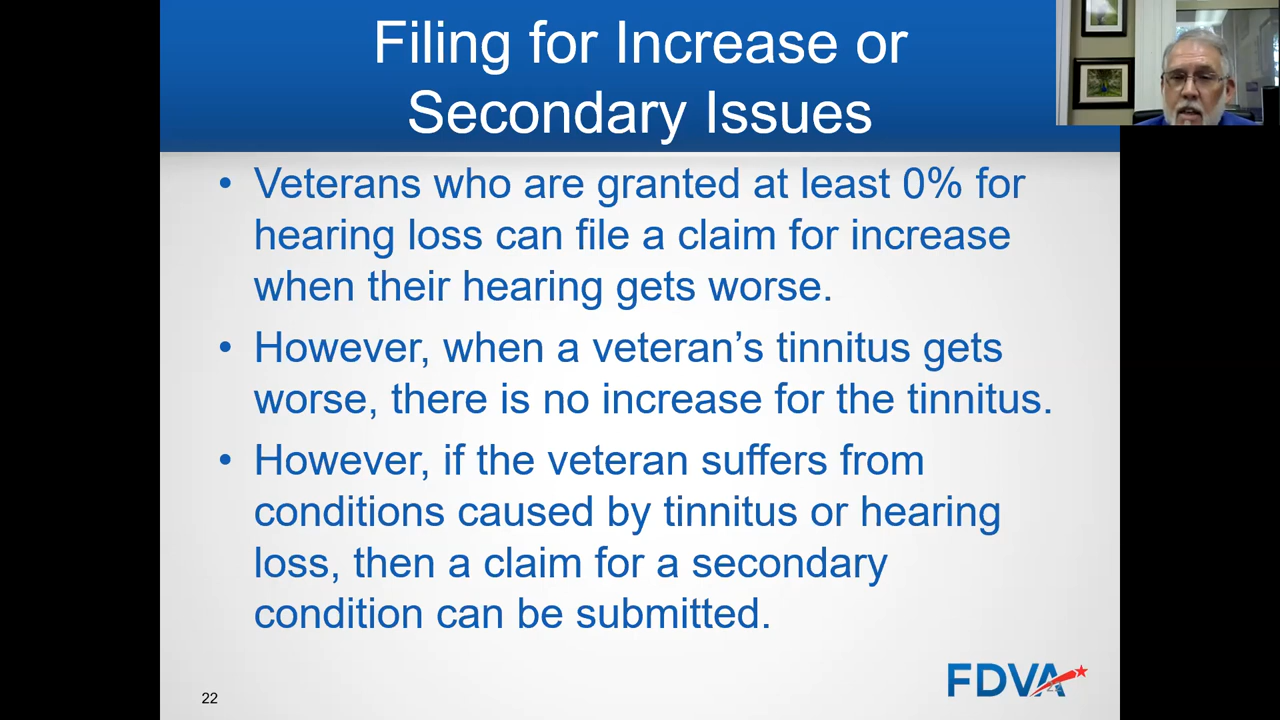 Filing for Increase or
Secondary Issues
• Veterans who are granted at least 0% for
hearing loss can file a claim for increase
when their hearing gets worse.
• However, when a veteran’s tinnitus gets
worse, there is no increase for the tinnitus.
• However, if the veteran suffers from
conditions caused by tinnitus or hearing
loss, then a claim for a secondary
condition can be submitted.
FDVA
22